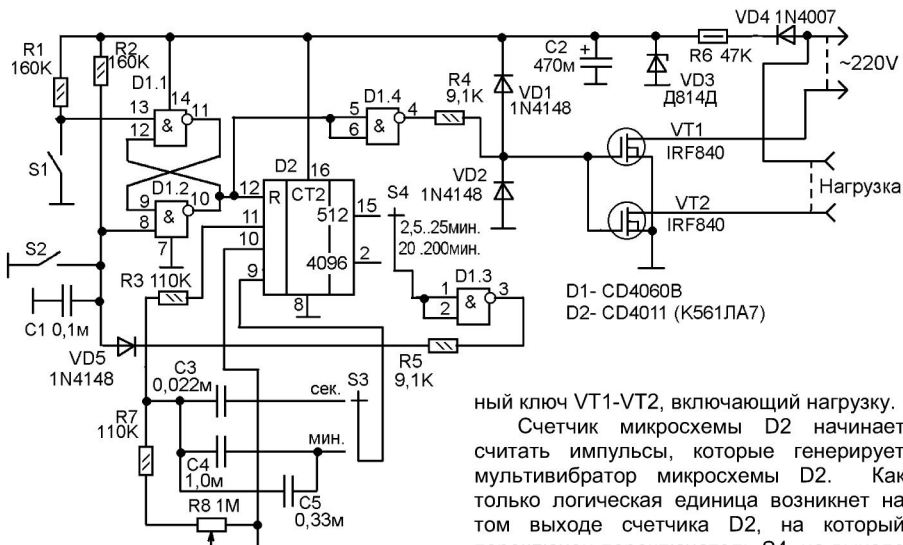 R1
160K
R2
160K
D1.1
14
13
11
12
&
S1
D1.2
9
10
8
&
7
S2
C1 0,1м
VD5
1N4148
R3 110K
D2
16
12
R
CT2
11
10
9
512
15
4096
2
8
S4
2,5..25мин.
20..200мин.
D1.4
5
6
&
4
R4
9,1K
VD1
1N4148
VD2
1N4148
C2
470м
+
VD3
Д814Д
R6 47K
VD4 1N4007
~220V
VT1
IRF840
VT2
IRF840
Нагрузка
D1.3
1
2
&
3
R5
9,1K
D1- CD4060B
D2- CD4011 (К561ЛА7)
C3
0,022м
сек.
S3
мин.
C4
1,0м
C5
0,33м
R7
110K
R8 1M
ный ключ VT1-VT2, включающий нагрузку.
Счетчик микросхемы D2 начинает
считать импульсы, которые генерирует
мультивибратор микросхемы D2. Как
только логическая единица возникнет на
том выходе счетчика D2, на который